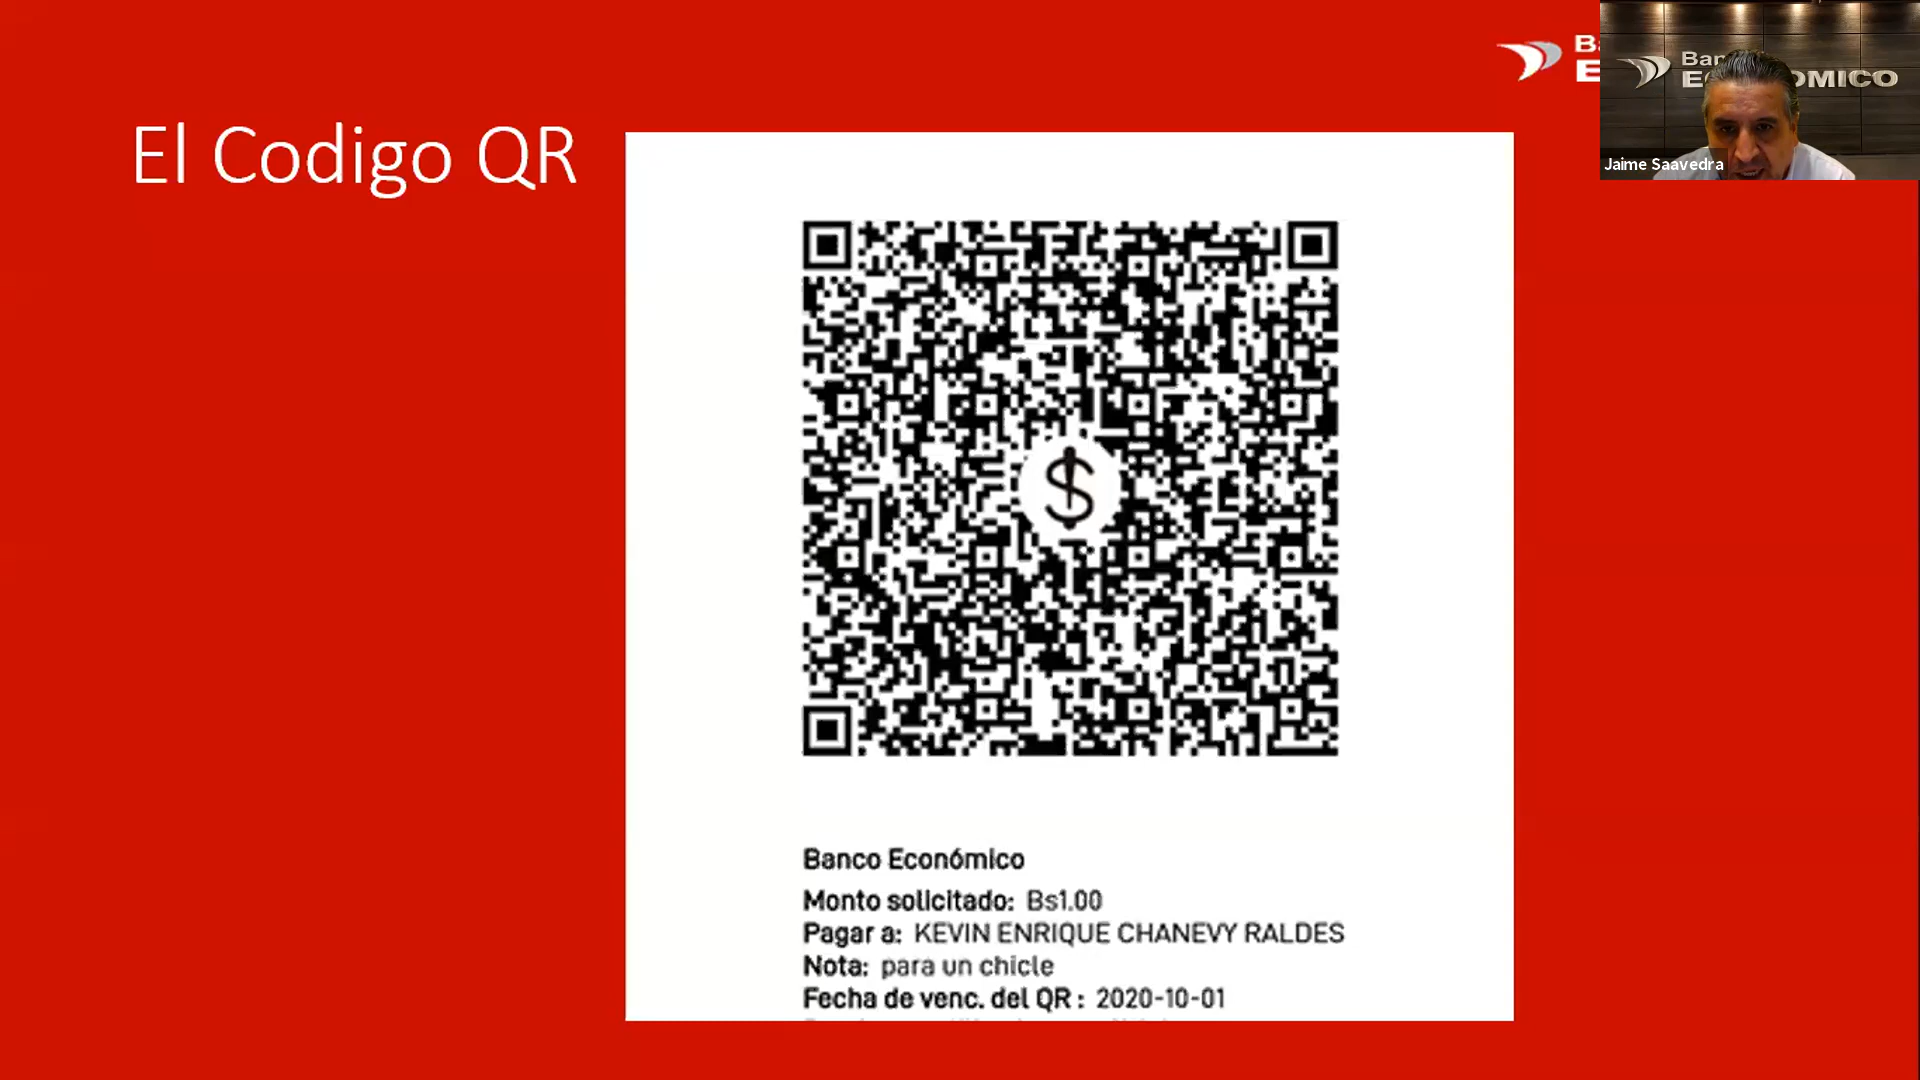 El Codigo QR
Jaime Saavedra
$
Banco Económico
Monto solicitado: Bs1.00
Pagar a: KEVIN ENRIQUE CHANEVY RALDES
Nota: para un chicle
Fecha de venc. del QR : 2020-10-01